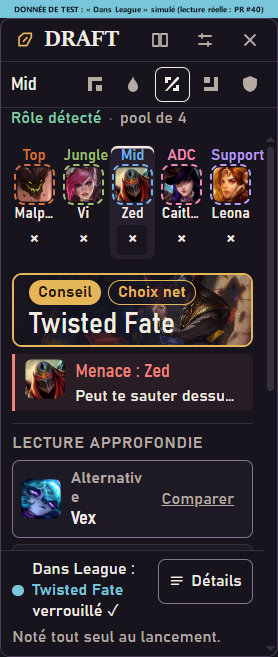 DONNÉE DE TEST : « Dans League » simulé (lecture réelle : PR #40)
DRAFT
Mid
Rôle détecté · pool de 4
Top Jungle Mid ADC Support
Malp... Vi Zed Caitl... Leona
× × × × ×
Conseil Choix net
Twisted Fate
Menace : Zed
Peut te sauter dessu...
LECTURE APPROFONDIE
Alternativ
e
Vex
Comparer
Dans League :
Twisted Fate
verrouillé ✓
Détails
Noté tout seul au lancement.